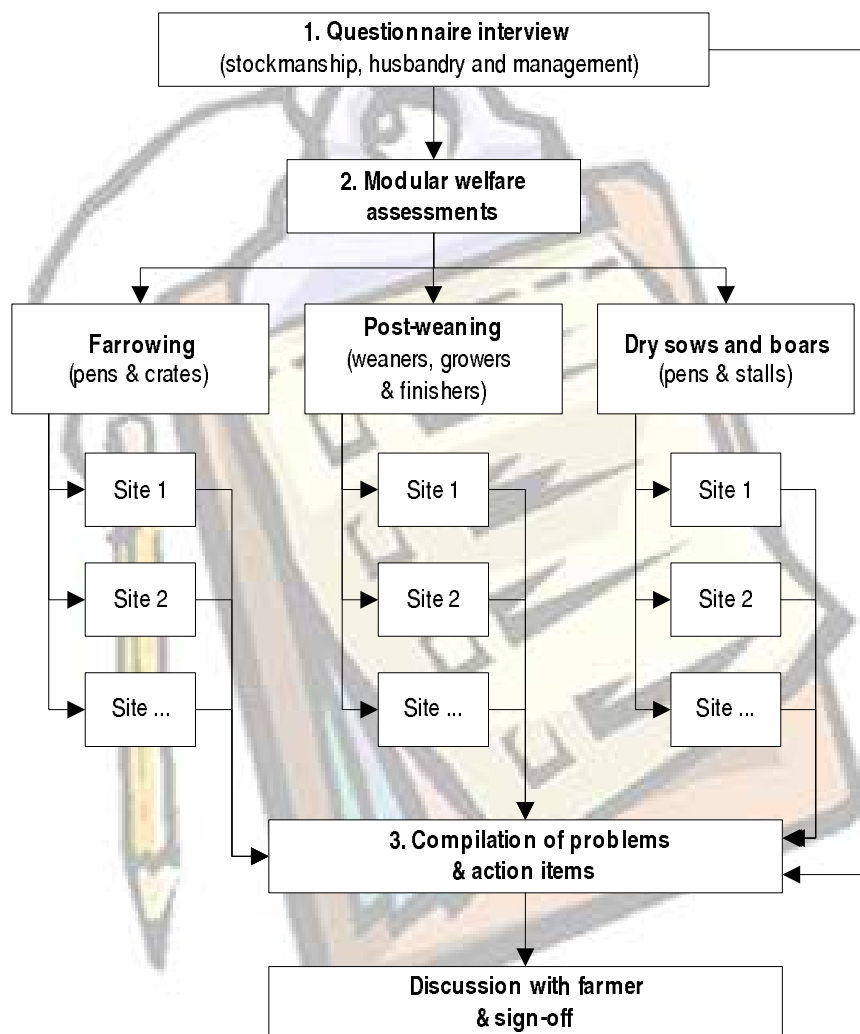 1. Questionnaire interview
(stockmanship, husbandry and management)
2. Modular welfare
assessments
Farrowing
(pens & crates)
Post-weaning
(weaners, growers
& finishers)
Dry sows and boars
(pens & stalls)
Site 1
Site 1
Site 1
Site 2
Site 2
Site 2
Site ...
Site ...
Site ...
3. Compilation of problems
& action items
Discussion with farmer
& sign-off